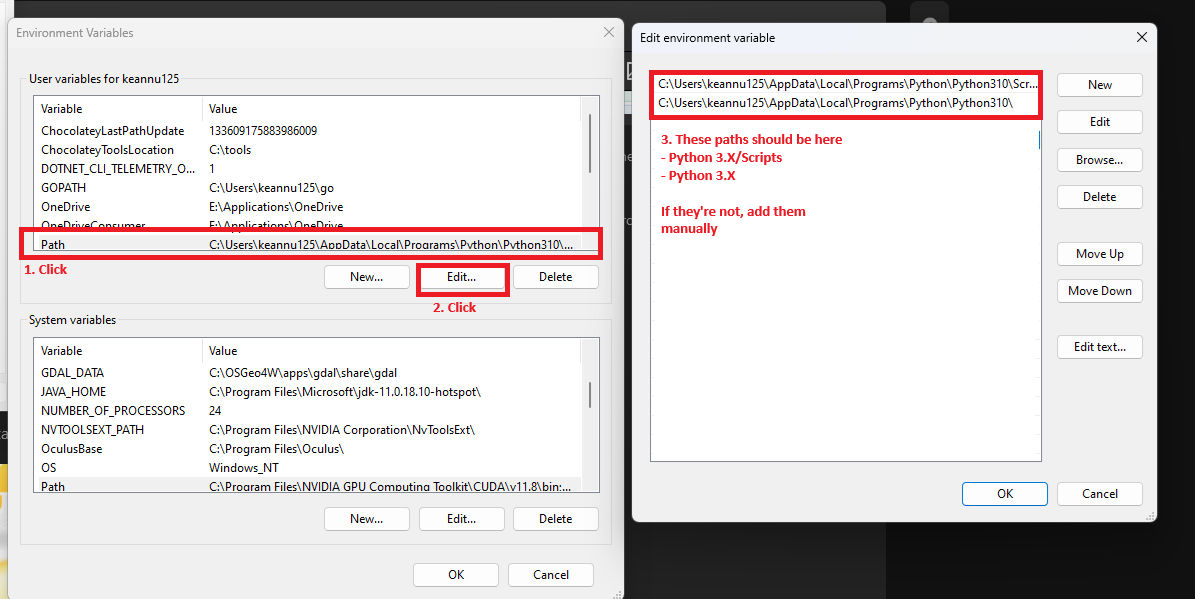 Environment Variables
User variables for keannu125
Variable Value
ChocolateyLastPathUpdate 133609175883986009
ChocolateyToolsLocation C:\tools
DOTNET_CLI_TELEMETRY_O... 1
GOPATH C:\Users\keannu125\go
OneDrive E:\Applications\OneDrive
OneDriveConsumer E:\Applications\OneDrive
Path C:\Users\keannu125\AppData\Local\Programs\Python\Python310\...
1. Click
New... Edit... Delete
2. Click
System variables
Variable Value
GDAL_DATA C:\OSGeo4W\apps\gdal\share\gdal
JAVA_HOME C:\Program Files\Microsoft\jdk-11.0.18.10-hotspot\
NUMBER_OF_PROCESSORS 24
NVTOOLSEXT_PATH C:\Program Files\NVIDIA Corporation\NvToolsExt\
OculusBase C:\Program Files\Oculus\
OS Windows_NT
Path C:\Program Files\NVIDIA GPU Computing Toolkit\CUDA\v11.8\bin:...
New... Edit... Delete
OK Cancel
Edit environment variable
C:\Users\keannu125\AppData\Local\Programs\Python\Python310\Scr...
C:\Users\keannu125\AppData\Local\Programs\Python\Python310\
3. These paths should be here
- Python 3.X/Scripts
- Python 3.X
If they're not, add them
manually
New
Edit
Browse...
Delete
Move Up
Move Down
Edit text...
OK Cancel